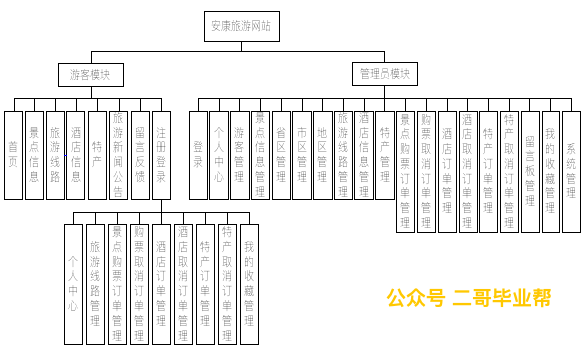 安康旅游网站
游客模块
管理员模块
首页
景点信息
旅游线路
酒店信息
特产
旅游新闻公告
留言反馈
注册登录
登录
个人中心
游客管理
景点信息管理
省区管理
市区管理
地区管理
旅游线路管理
酒店信息管理
特产管理
景点购票订单管理
购票取消订单管理
酒店订单管理
酒店取消订单管理
特产订单管理
特产取消订单管理
留言板管理
我的收藏管理
系统管理
个人中心
旅游线路管理
景点购票订单管理
购票取消订单管理
酒店订单管理
酒店取消订单管理
特产订单管理
特产取消订单管理
我的收藏管理
公众号 二哥毕业帮